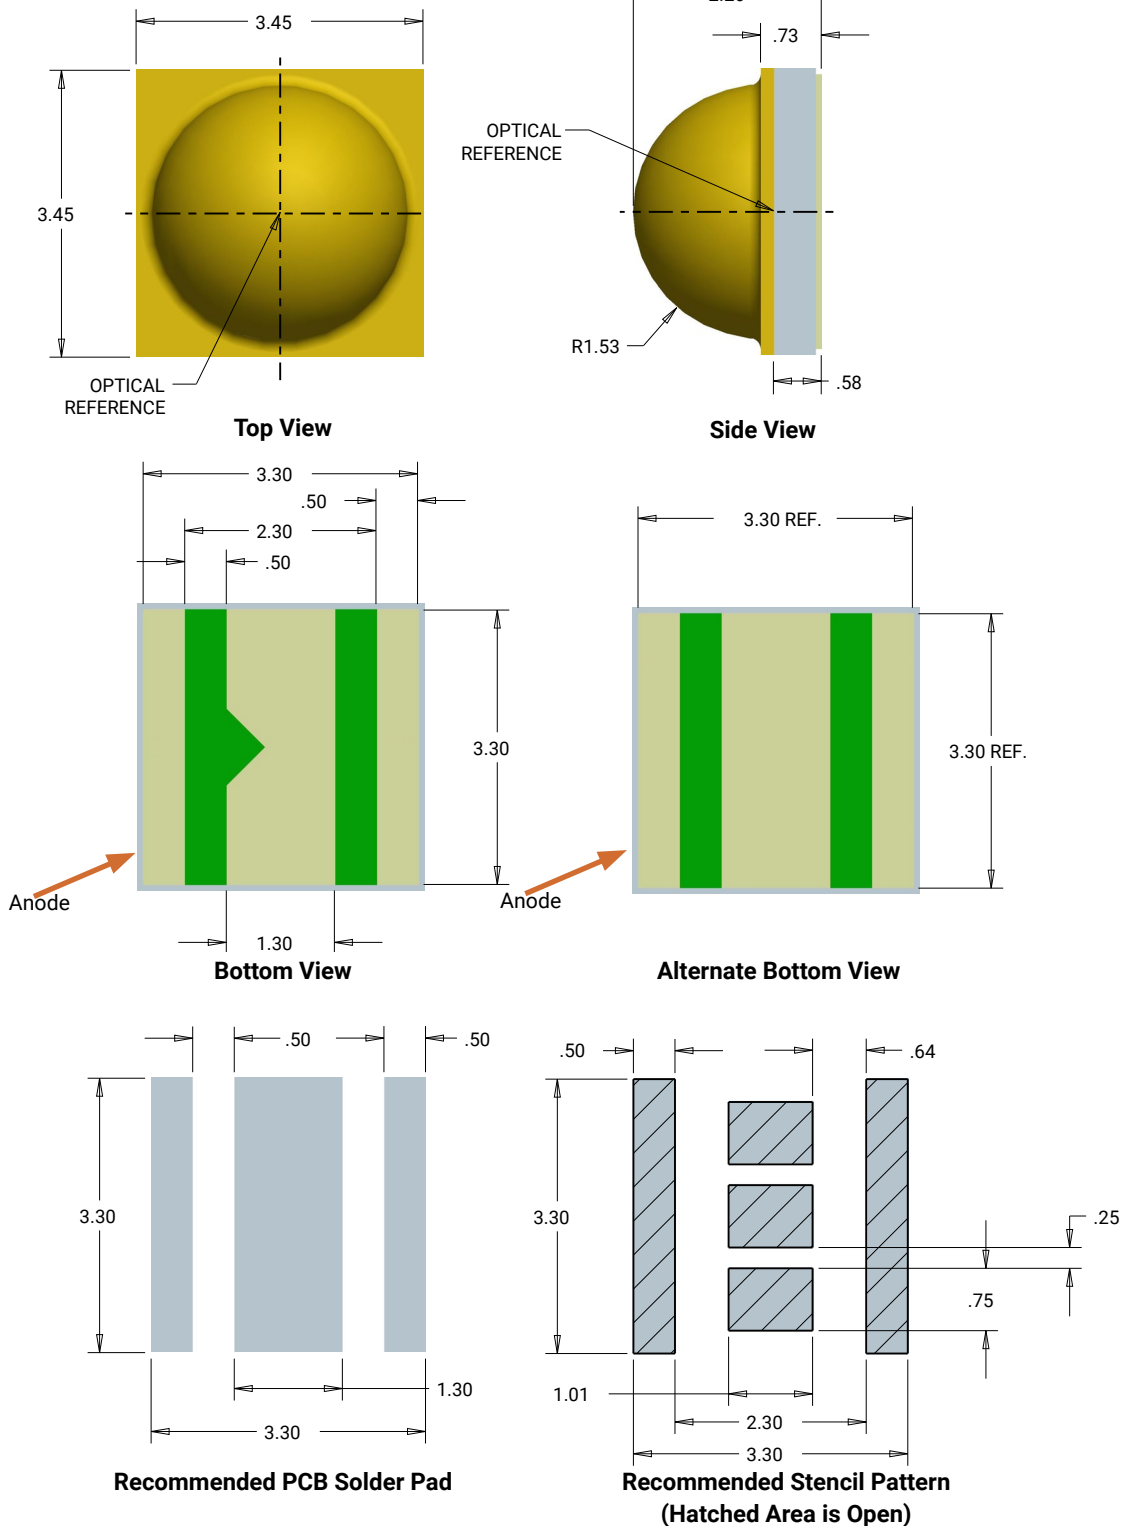 3.45
.73
3.45
OPTICAL
REFERENCE
R1.53
.58
OPTICAL
REFERENCE
Top View
Side View
3.30
.50
2.30
.50
3.30
1.30
Anode
Bottom View
3.30 REF.
3.30 REF.
Anode
Alternate Bottom View
.50
.50
3.30
1.30
3.30
Recommended PCB Solder Pad
.50
.64
3.30
.25
.75
1.01
2.30
3.30
Recommended Stencil Pattern
(Hatched Area is Open)